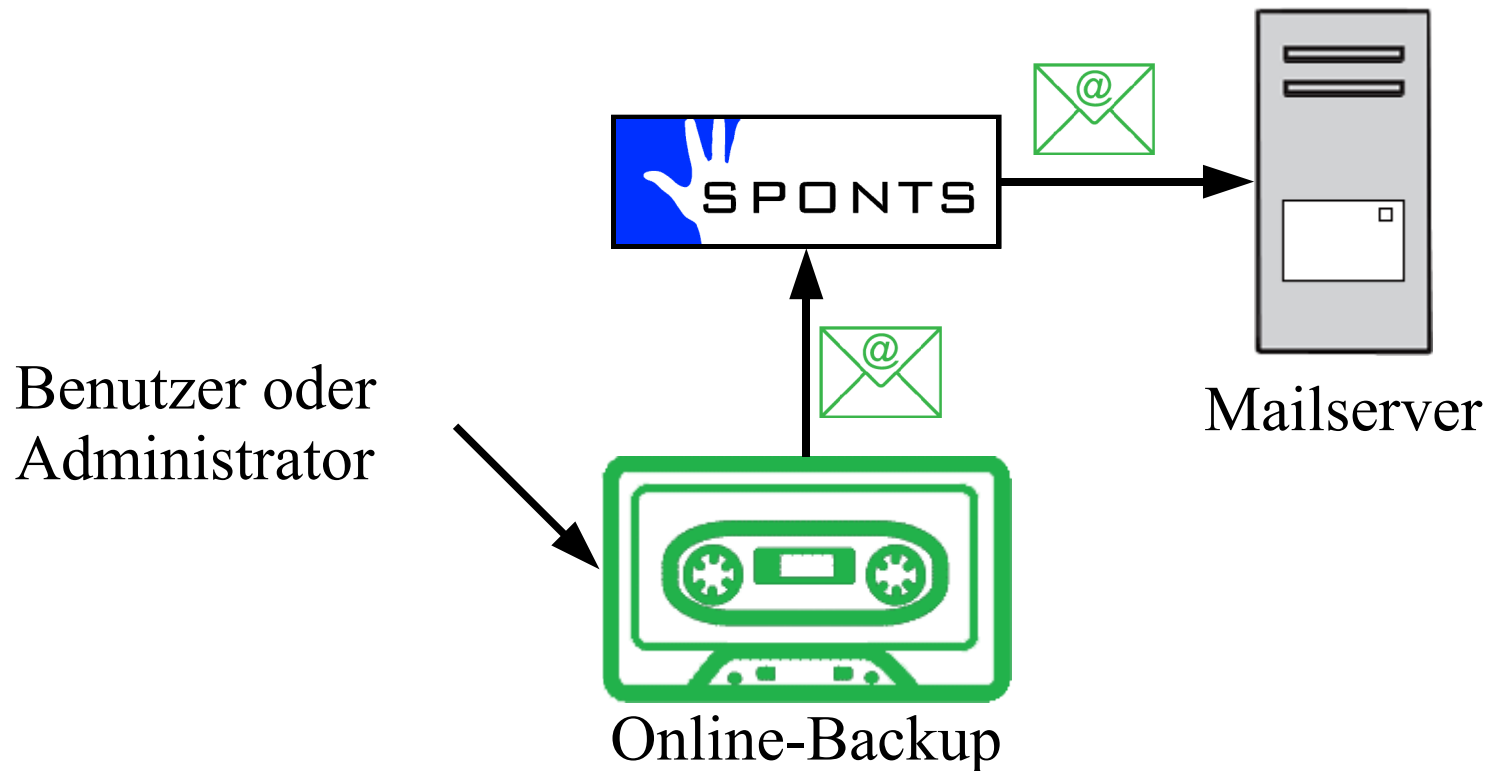 @
SPONTS
@
Benutzer oder
Administrator
Mailserver
Online-Backup